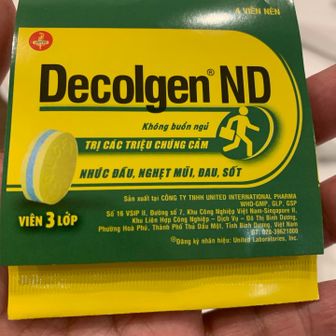 4 VIÊN NÉN
Decolgen® ND
Không buồn ngủ
TRỊ CÁC TRIỆU CHỨNG CẢM
NHỨC ĐẦU, NGHẸT MŨI, ĐAU, SỐT
VIÊN 3 LỚP
Sản xuất tại CÔNG TY TNHH UNITED INTERNATIONAL PHARMA
WHO-GMP, GLP, GSP
Số 16 VSIP II, Đường số 7, Khu Công Nghiệp Việt Nam-Singapore II,
Khu Liên Hợp Công Nghiệp - Dịch Vụ - Đô Thị Bình Dương,
Phường Hoà Phú, Thành Phố Thủ Dầu Một, Tỉnh Bình Dương, Việt Nam
ĐT: 028-39621000
®Đăng ký nhãn hiệu: United Laboratories, Inc.